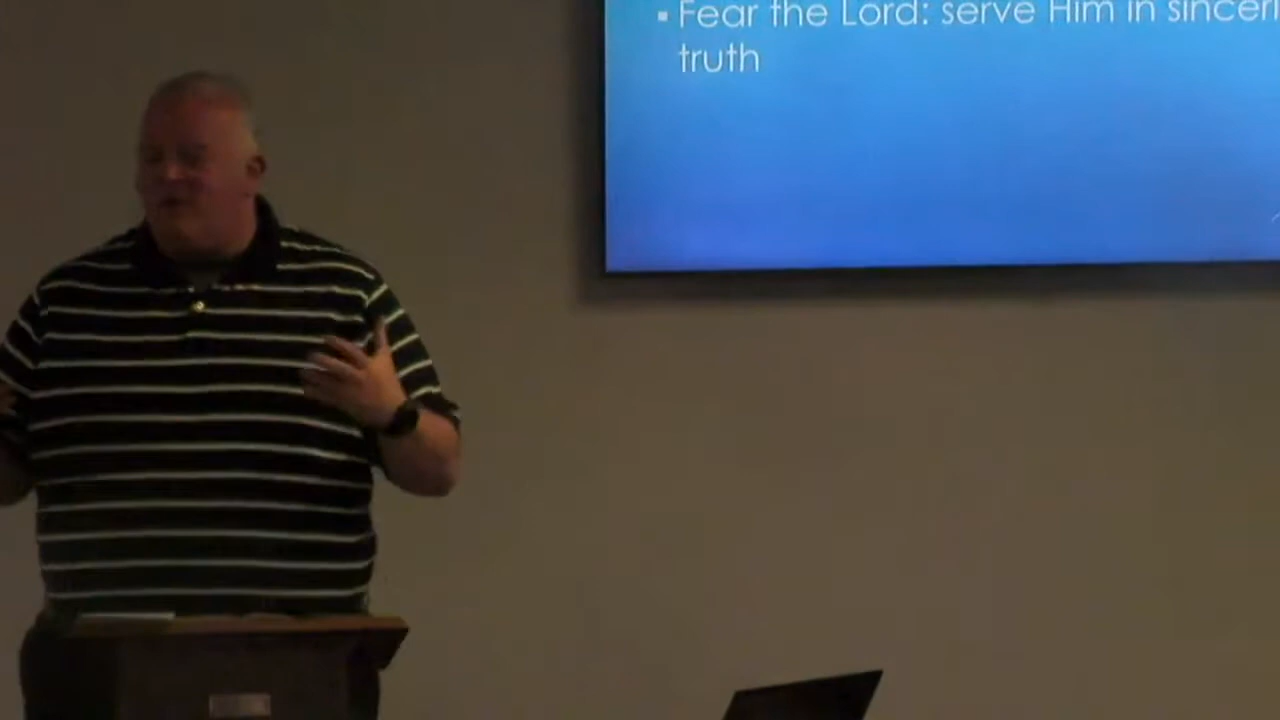 ▪ Fear the Lord: serve Him in
truth